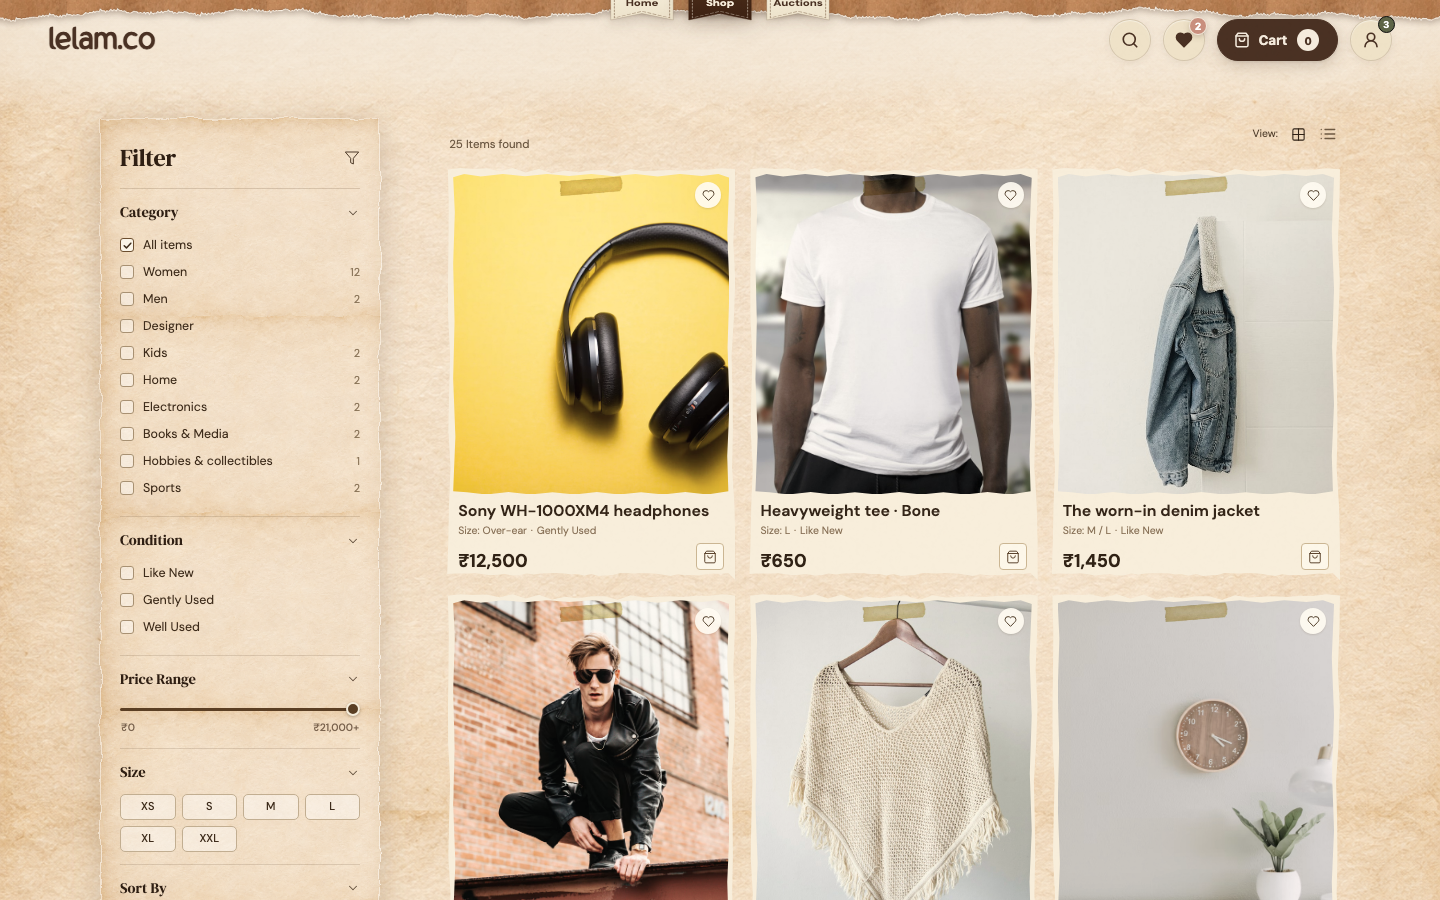 Home
Shop
Auctions
lelam.co
2
Cart 0
3
Filter
Category
All items
Women 12
Men 2
Designer
Kids 2
Home 2
Electronics 2
Books & Media 2
Hobbies & collectibles 1
Sports 2
Condition
Like New
Gently Used
Well Used
Price Range
₹0 ₹21,000+
Size
XS S M L
XL XXL
Sort By
25 Items found
View:
Sony WH-1000XM4 headphones
Size: Over-ear · Gently Used
₹12,500
Heavyweight tee · Bone
Size: L · Like New
₹650
The worn-in denim jacket
Size: M / L · Like New
₹1,450